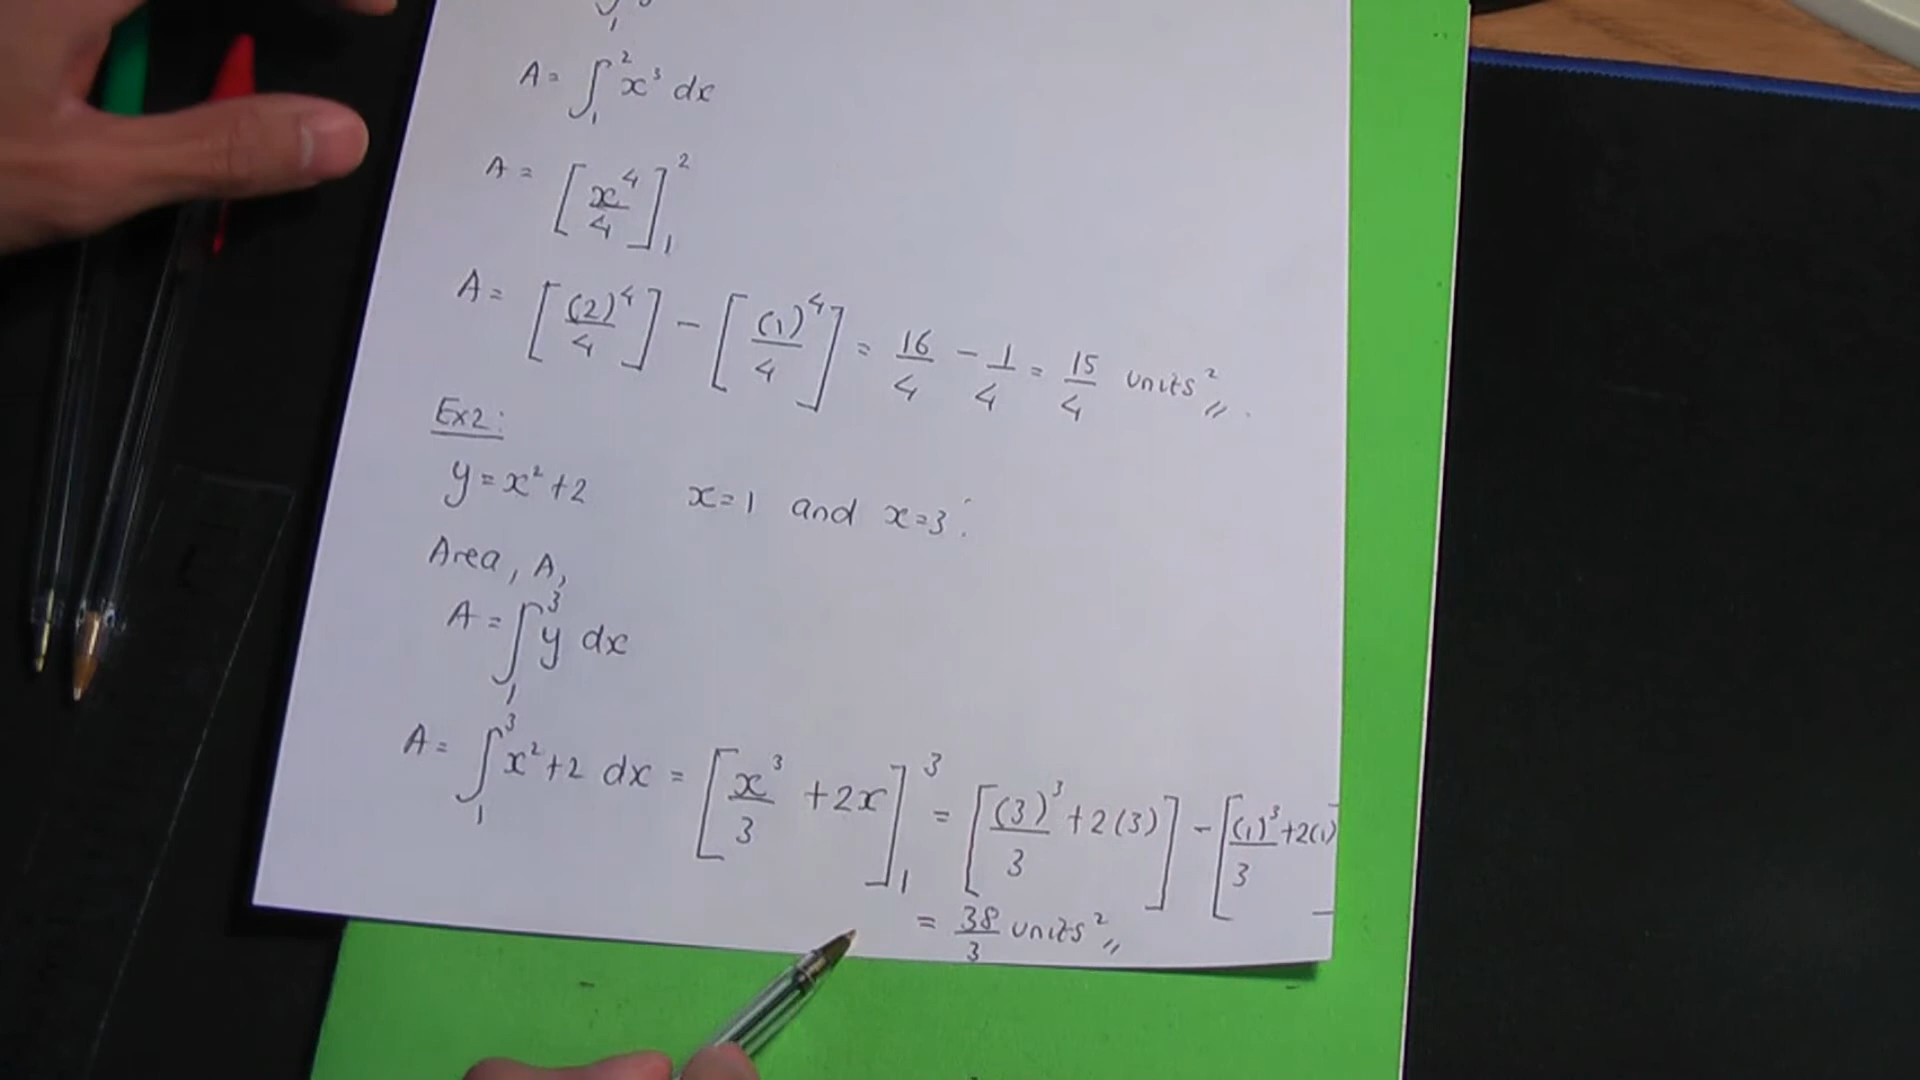 A = ∫₁² x³ dx
A = [x⁴/4]₁²
A = [(2)⁴/4] - [(1)⁴/4] = 16/4 - 1/4 = 15/4 units² //.
Ex2:
y = x² + 2 x = 1 and x = 3:
Area, A,
A = ∫₁³ y dx
A = ∫₁³ x² + 2 dx = [x³/3 + 2x]₁³ = [(3)³/3 + 2(3)] - [(1)³/3 + 2(1)]
= 38/3 units² //